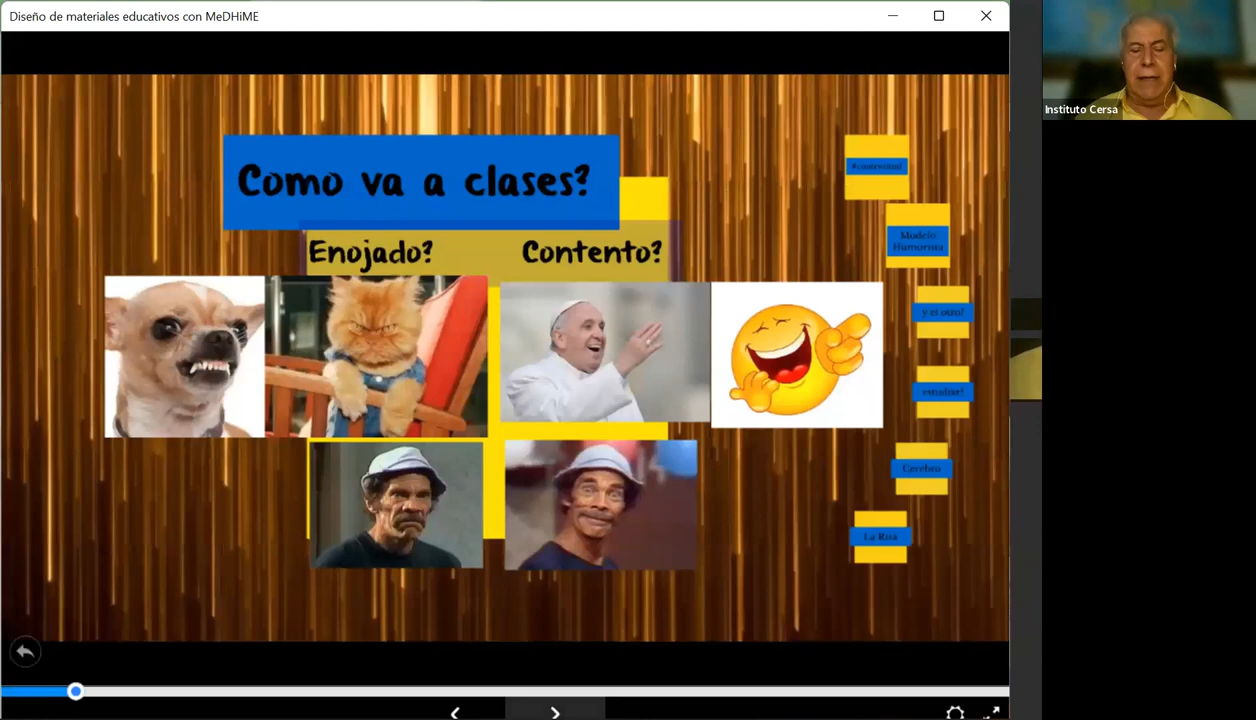 Diseño de materiales educativos con MeDHiME
Instituto Cersa
Como va a clases?
Enojado?
Contento?
Modelo
Humorista
y el otro?
estudiar!
Cerebro
La Risa